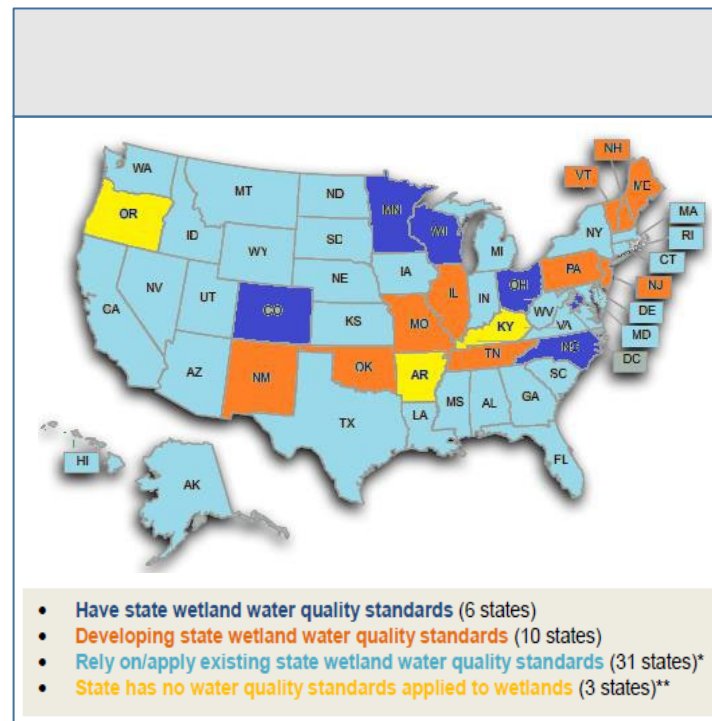 NH
VT
ME
WA
MT
ND
MN
OR
ID
SD
WI
NY
MA
RI
WY
MI
CT
NE
IA
PA
NJ
NV
UT
CO
IL
IN
OH
DE
CA
KS
MO
WV
VA
MD
KY
NC
DC
AZ
NM
OK
AR
TN
SC
MS
AL
GA
TX
LA
FL
HI
AK
• Have state wetland water quality standards (6 states)
• Developing state wetland water quality standards (10 states)
• Rely on/apply existing state wetland water quality standards (31 states)*
• State has no water quality standards applied to wetlands (3 states)**